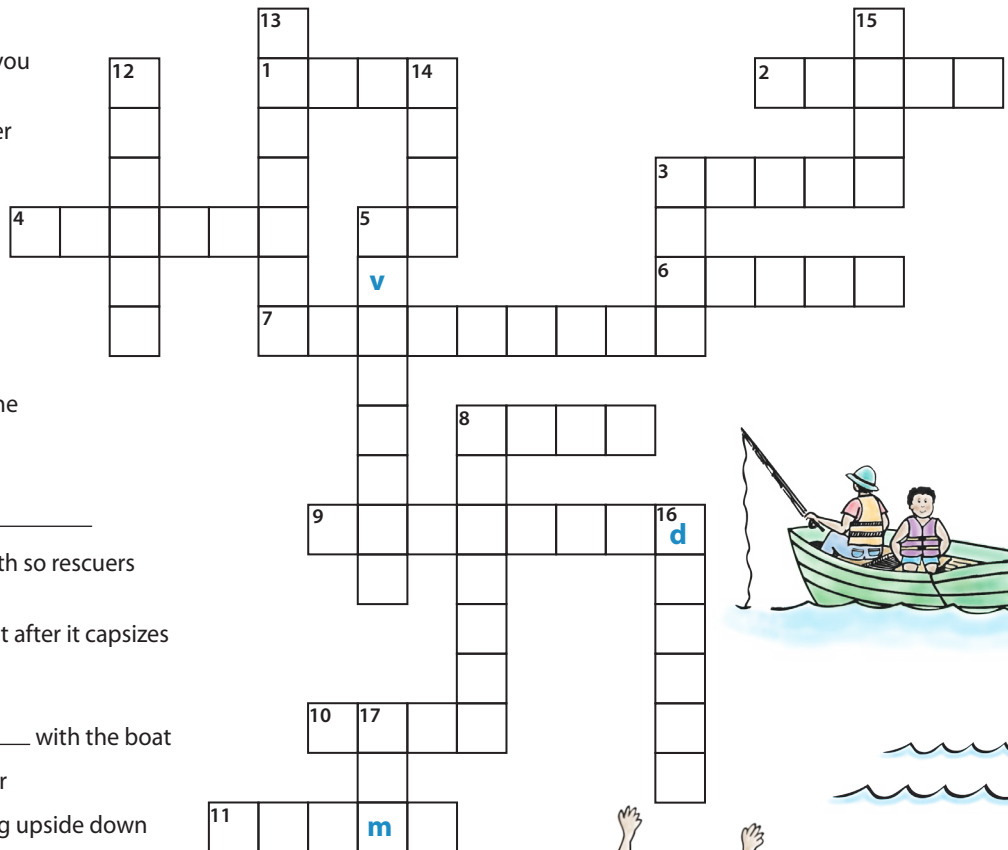 13
15
you
12
1
14
2
er
3
4
5
v
6
7
8
9
16
d
th so rescuers
t after it capsizes
10
17
____ with the boat
r
11
m
g upside down